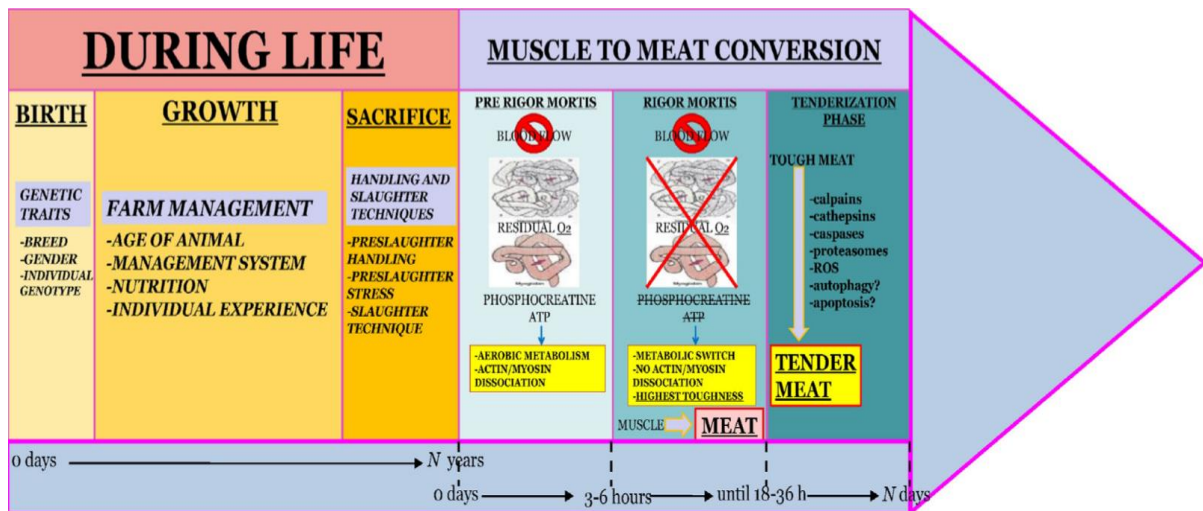 DURING LIFE
MUSCLE TO MEAT CONVERSION
BIRTH
GENETIC
TRAITS
-BREED
-GENDER
-INDIVIDUAL
GENOTYPE
GROWTH
FARM MANAGEMENT
-AGE OF ANIMAL
-MANAGEMENT SYSTEM
-NUTRITION
-INDIVIDUAL EXPERIENCE
SACRIFICE
HANDLING AND
SLAUGHTER
TECHNIQUES
-PRESLAUGHTER
HANDLING
-PRESLAUGHTER
STRESS
-SLAUGHTER
TECHNIQUE
PRE RIGOR MORTIS
BLOOD FLOW
RESIDUAL O2
PHOSPHOCREATINE
ATP
-AEROBIC METABOLISM
-ACTIN/MYOSIN
DISSOCIATION
RIGOR MORTIS
BLOOD FLOW
RESIDUAL O2
PHOSPHOCREATINE
ATP
-METABOLIC SWITCH
-NO ACTIN/MYOSIN
DISSOCIATION
-HIGHEST TOUGHNESS
MUSCLE
MEAT
TENDERIZATION
PHASE
TOUGH MEAT
-calpains
-cathepsins
-caspases
-proteasomes
-ROS
-autophagy?
-apoptosis?
TENDER
MEAT
0 days
N years
0 days
3-6 hours
until 18-36 h
N days